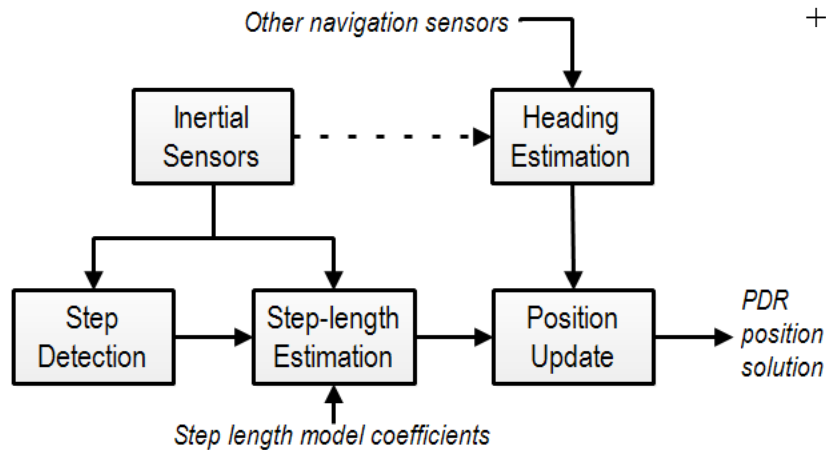 Other navigation sensors
Inertial
Sensors
Heading
Estimation
Step
Detection
Step-length
Estimation
Position
Update
PDR
position
solution
Step length model coefficients